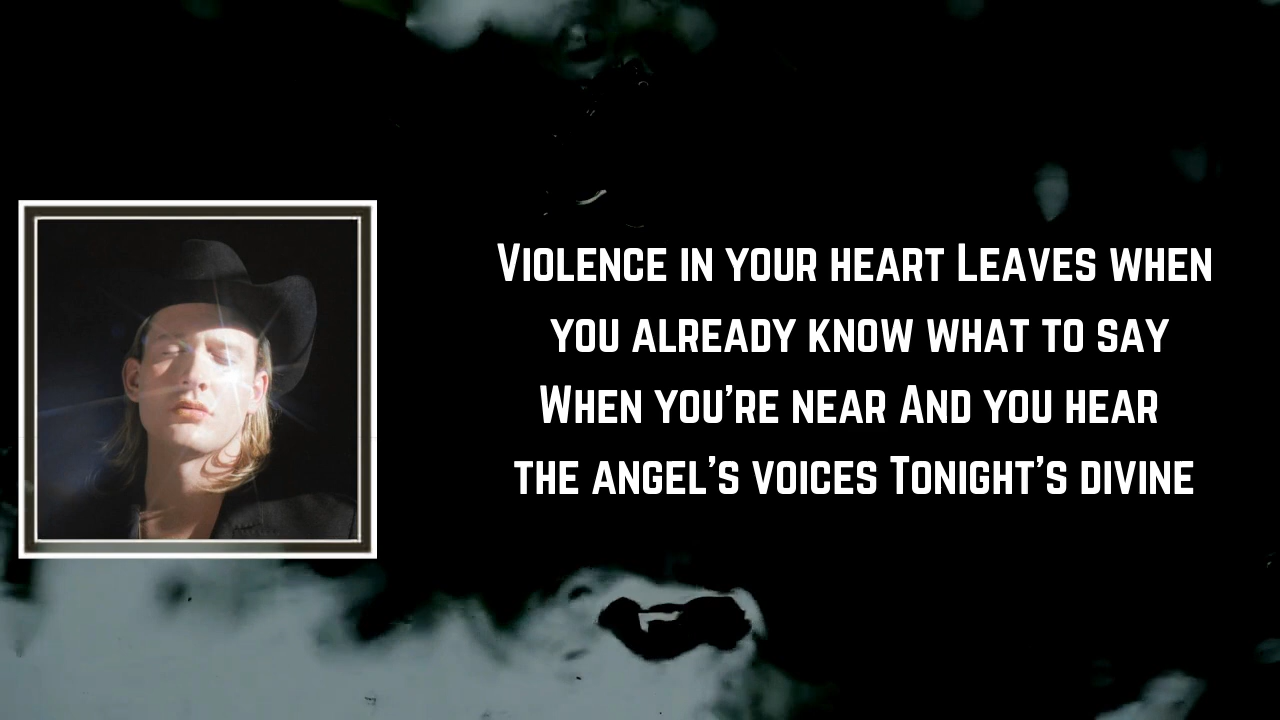 Violence in your heart Leaves when
you already know what to say
When you're near And you hear
the angel's voices Tonight's divine